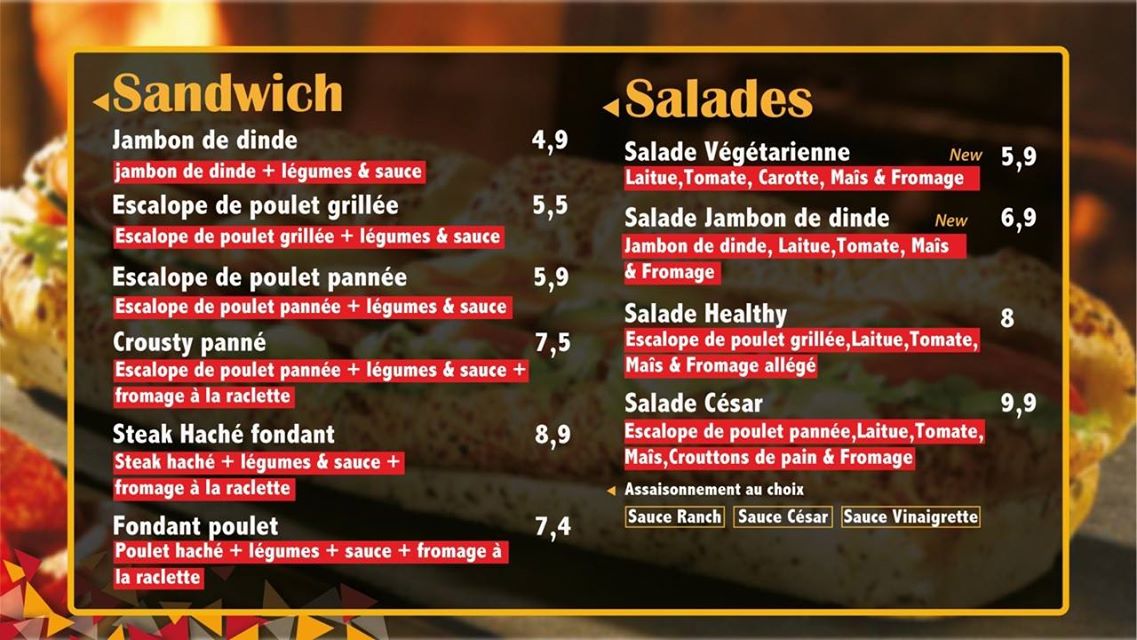 Sandwich
Jambon de dinde 4,9
jambon de dinde + légumes & sauce
Escalope de poulet grillée 5,5
Escalope de poulet grillée + légumes & sauce
Escalope de poulet pannée 5,9
Escalope de poulet pannée + légumes & sauce
Crousty panné 7,5
Escalope de poulet pannée + légumes & sauce +
fromage à la raclette
Steak Haché fondant 8,9
Steak haché + légumes & sauce +
fromage à la raclette
Fondant poulet 7,4
Poulet haché + légumes + sauce + fromage à
la raclette
Salades
Salade Végétarienne New 5,9
Laitue,Tomate, Carotte, Maîs & Fromage
Salade Jambon de dinde New 6,9
Jambon de dinde, Laitue,Tomate, Maîs
& Fromage
Salade Healthy 8
Escalope de poulet grillée,Laitue,Tomate,
Maîs & Fromage allégé
Salade César 9,9
Escalope de poulet pannée,Laitue,Tomate,
Maîs,Crouttons de pain & Fromage
Assaisonnement au choix
Sauce Ranch Sauce César Sauce Vinaigrette